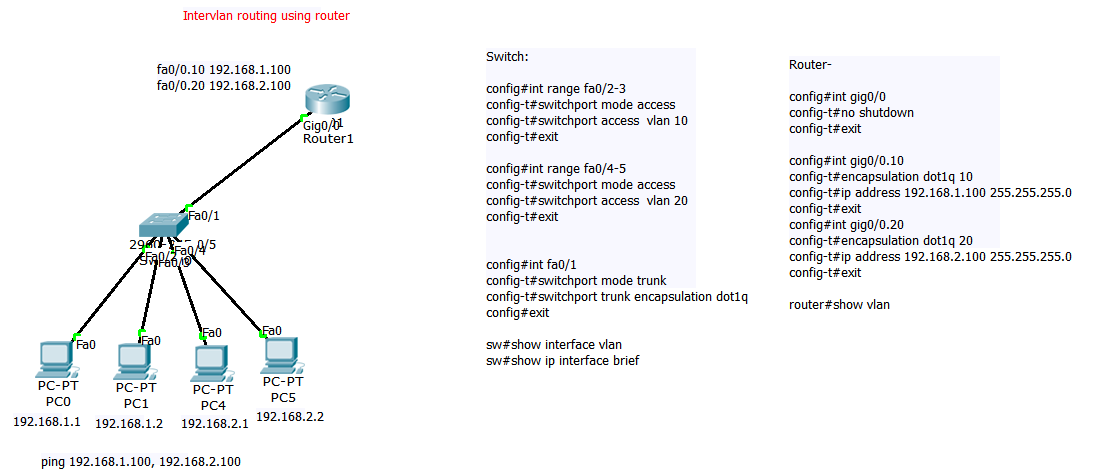 Intervlan routing using router
fa0/0.10 192.168.1.100
fa0/0.20 192.168.2.100
Gig0/0
Router1
Fa0/1
Fa0/2
Fa0/4
Fa0/3
Fa0
Fa0
Fa0
Fa0
PC-PT
PC0
PC-PT
PC1
PC-PT
PC4
PC-PT
PC5
192.168.1.1
192.168.1.2
192.168.2.1
192.168.2.2
ping 192.168.1.100, 192.168.2.100
Switch:
config#int range fa0/2-3
config-t#switchport mode access
config-t#switchport access vlan 10
config-t#exit
config#int range fa0/4-5
config-t#switchport mode access
config-t#switchport access vlan 20
config-t#exit
config#int fa0/1
config-t#switchport mode trunk
config-t#switchport trunk encapsulation dot1q
config#exit
sw#show interface vlan
sw#show ip interface brief
Router-
config#int gig0/0
config-t#no shutdown
config-t#exit
config#int gig0/0.10
config-t#encapsulation dot1q 10
config-t#ip address 192.168.1.100 255.255.255.0
config-t#exit
config#int gig0/0.20
config-t#encapsulation dot1q 20
config-t#ip address 192.168.2.100 255.255.255.0
config-t#exit
router#show vlan